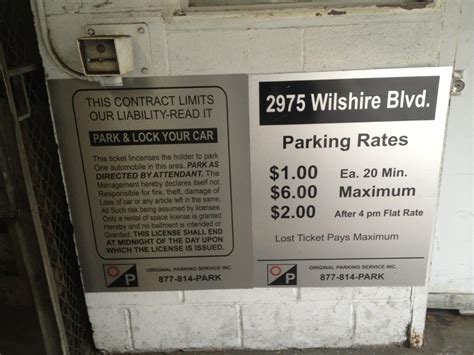 THIS CONTRACT LIMITS
OUR LIABILITY-READ IT
PARK & LOCK YOUR CAR
This ticket lincenses the holder to park
One automobile in this area. PARK AS
DIRECTED BY ATTENDANT. The
Management hereby declares itself not
Responsible for fire, theft, damage of
Loss of car or any article left in the same,
All Such risk being assumed by licensee.
Only a rental of space license is granted
Hereby and no bailment is intended or
Granted. THIS LICENSE SHALL END
AT MIDNIGHT OF THE DAY UPON
WHICH THE LICENSE IS ISSUED.
P
ORIGINAL PARKING SERVICE INC.
877-814-PARK
2975 Wilshire Blvd.
Parking Rates
$1.00 Ea. 20 Min.
$6.00 Maximum
$2.00 After 4 pm Flat Rate
Lost Ticket Pays Maximum
P
ORIGINAL PARKING SERVICE INC.
877-814-PARK